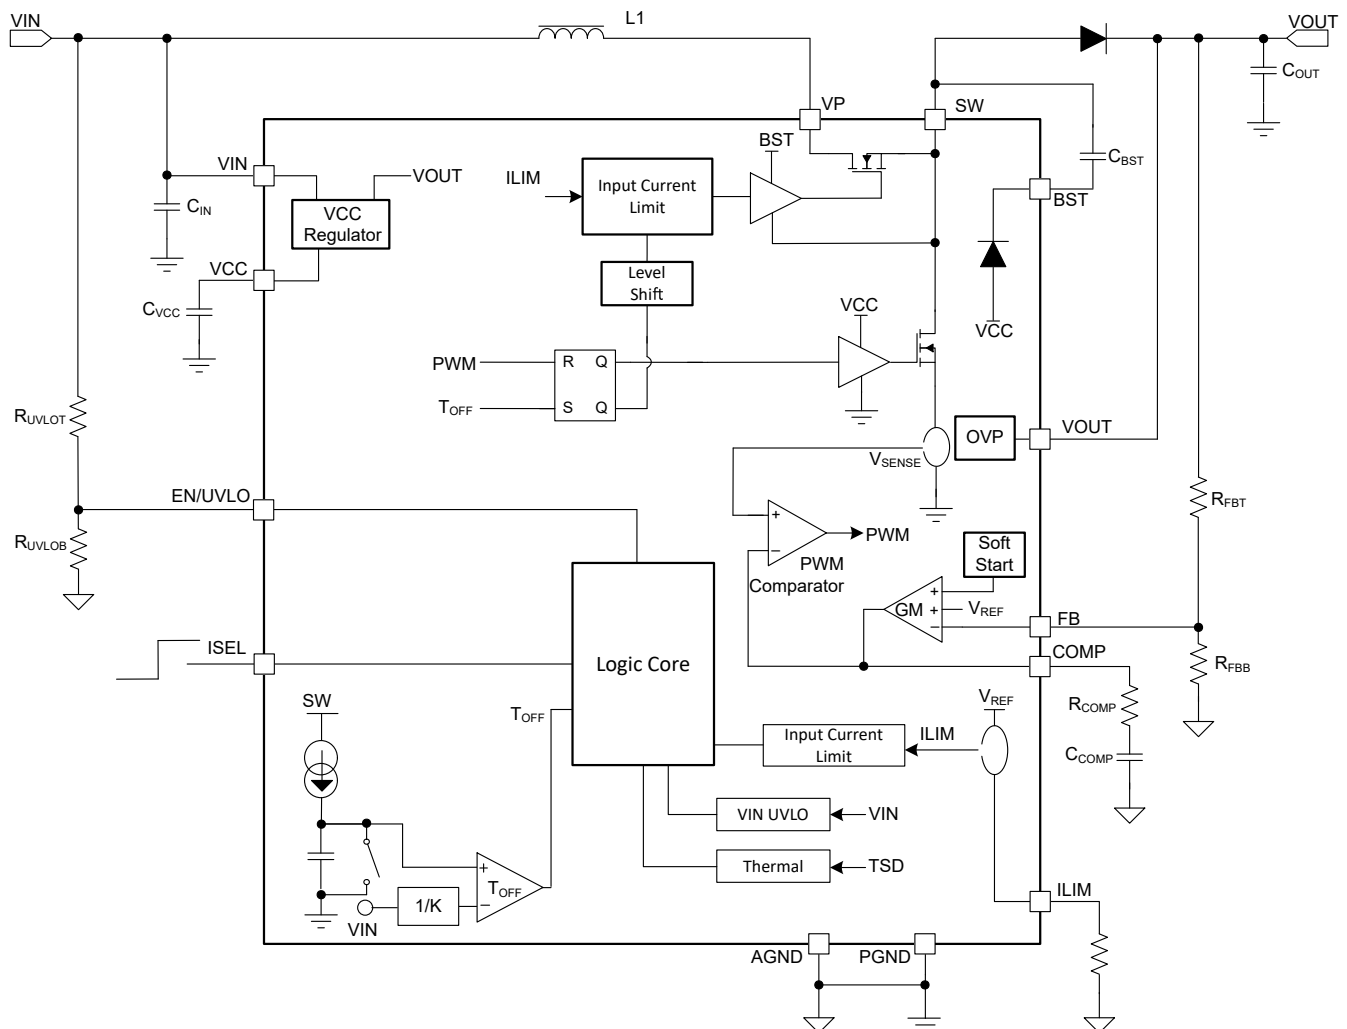 VIN
L1
VOUT
COUT
VP
SW
BST
CBST
VIN
VOUT
ILIM
Input Current
Limit
BST
CIN
VCC
Regulator
VCC
Level
Shift
CVCC
VCC
VCC
PWM
R
Q
TOFF
S
Q
RUVLOT
OVP
VOUT
VSENSE
EN/UVLO
RFBT
RUVLOB
+
−
PWM
PWM
Comparator
Soft
Start
GM
+
+
−
VREF
FB
ISEL
COMP
RFBB
Logic Core
RCOMP
SW
TOFF
VREF
Input Current
Limit
ILIM
CCOMP
VIN UVLO
VIN
Thermal
TSD
+
TOFF
−
1/K
VIN
ILIM
AGND
PGND